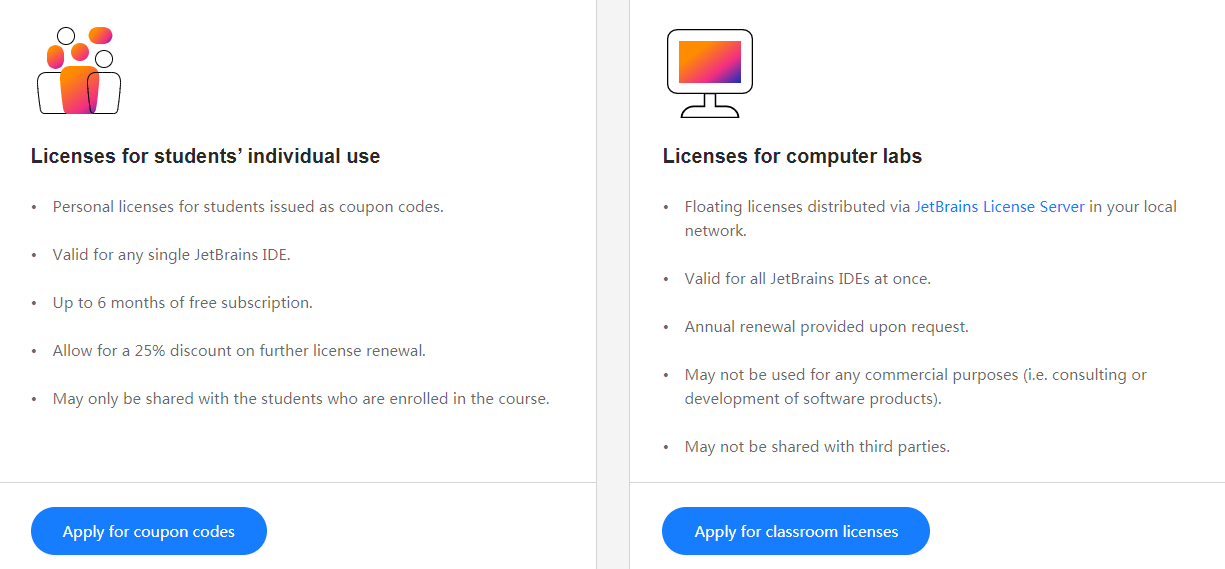 Licenses for students’ individual use
• Personal licenses for students issued as coupon codes.
• Valid for any single JetBrains IDE.
• Up to 6 months of free subscription.
• Allow for a 25% discount on further license renewal.
• May only be shared with the students who are enrolled in the course.
Apply for coupon codes
Licenses for computer labs
• Floating licenses distributed via JetBrains License Server in your local
network.
• Valid for all JetBrains IDEs at once.
• Annual renewal provided upon request.
• May not be used for any commercial purposes (i.e. consulting or
development of software products).
• May not be shared with third parties.
Apply for classroom licenses